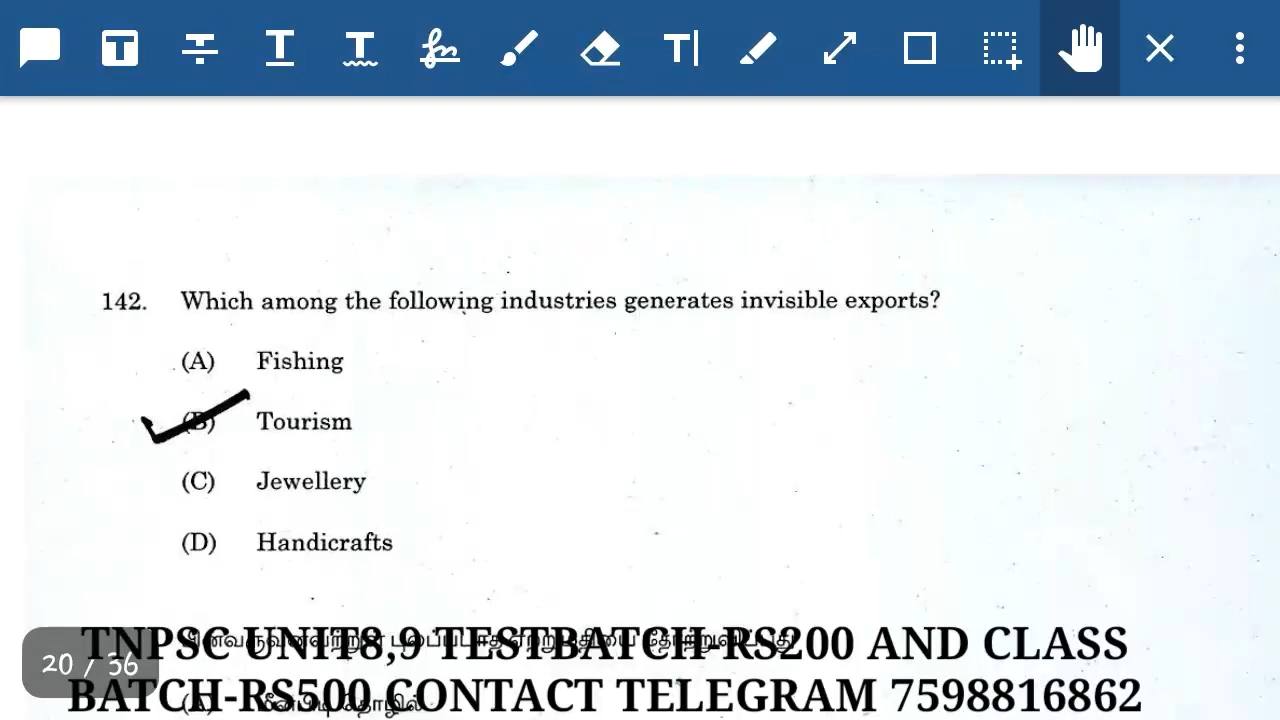 142. Which among the following industries generates invisible exports?
(A) Fishing
(B) Tourism
(C) Jewellery
(D) Handicrafts
TNPSC UNIT8,9 TESTBATCH-RS200 AND CLASS
20 / 36
BATCH-RS500 CONTACT TELEGRAM 7598816862
(A) மீன்பிடி தொழில்